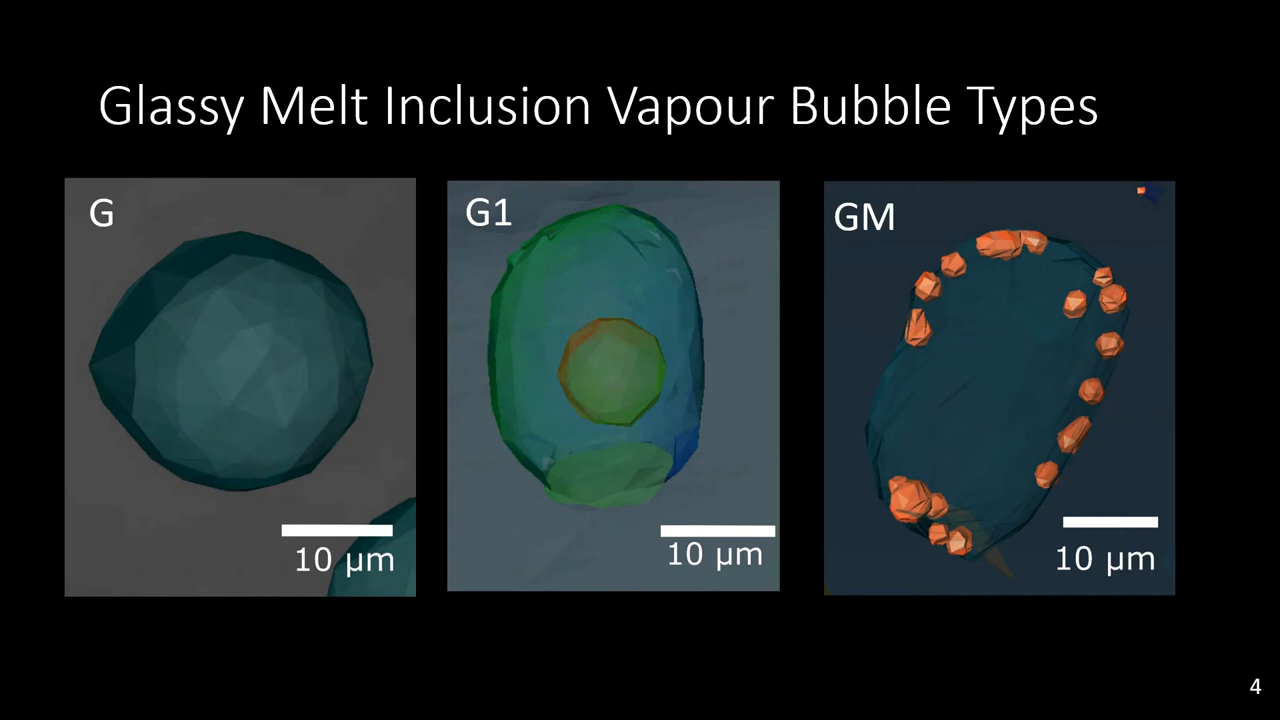 Glassy Melt Inclusion Vapour Bubble Types
G
G1
GM
10 μm
10 μm
10 μm
4